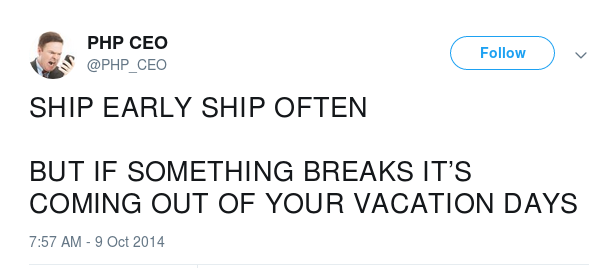 PHP CEO
@PHP_CEO
Follow
SHIP EARLY SHIP OFTEN
BUT IF SOMETHING BREAKS IT’S
COMING OUT OF YOUR VACATION DAYS
7:57 AM - 9 Oct 2014